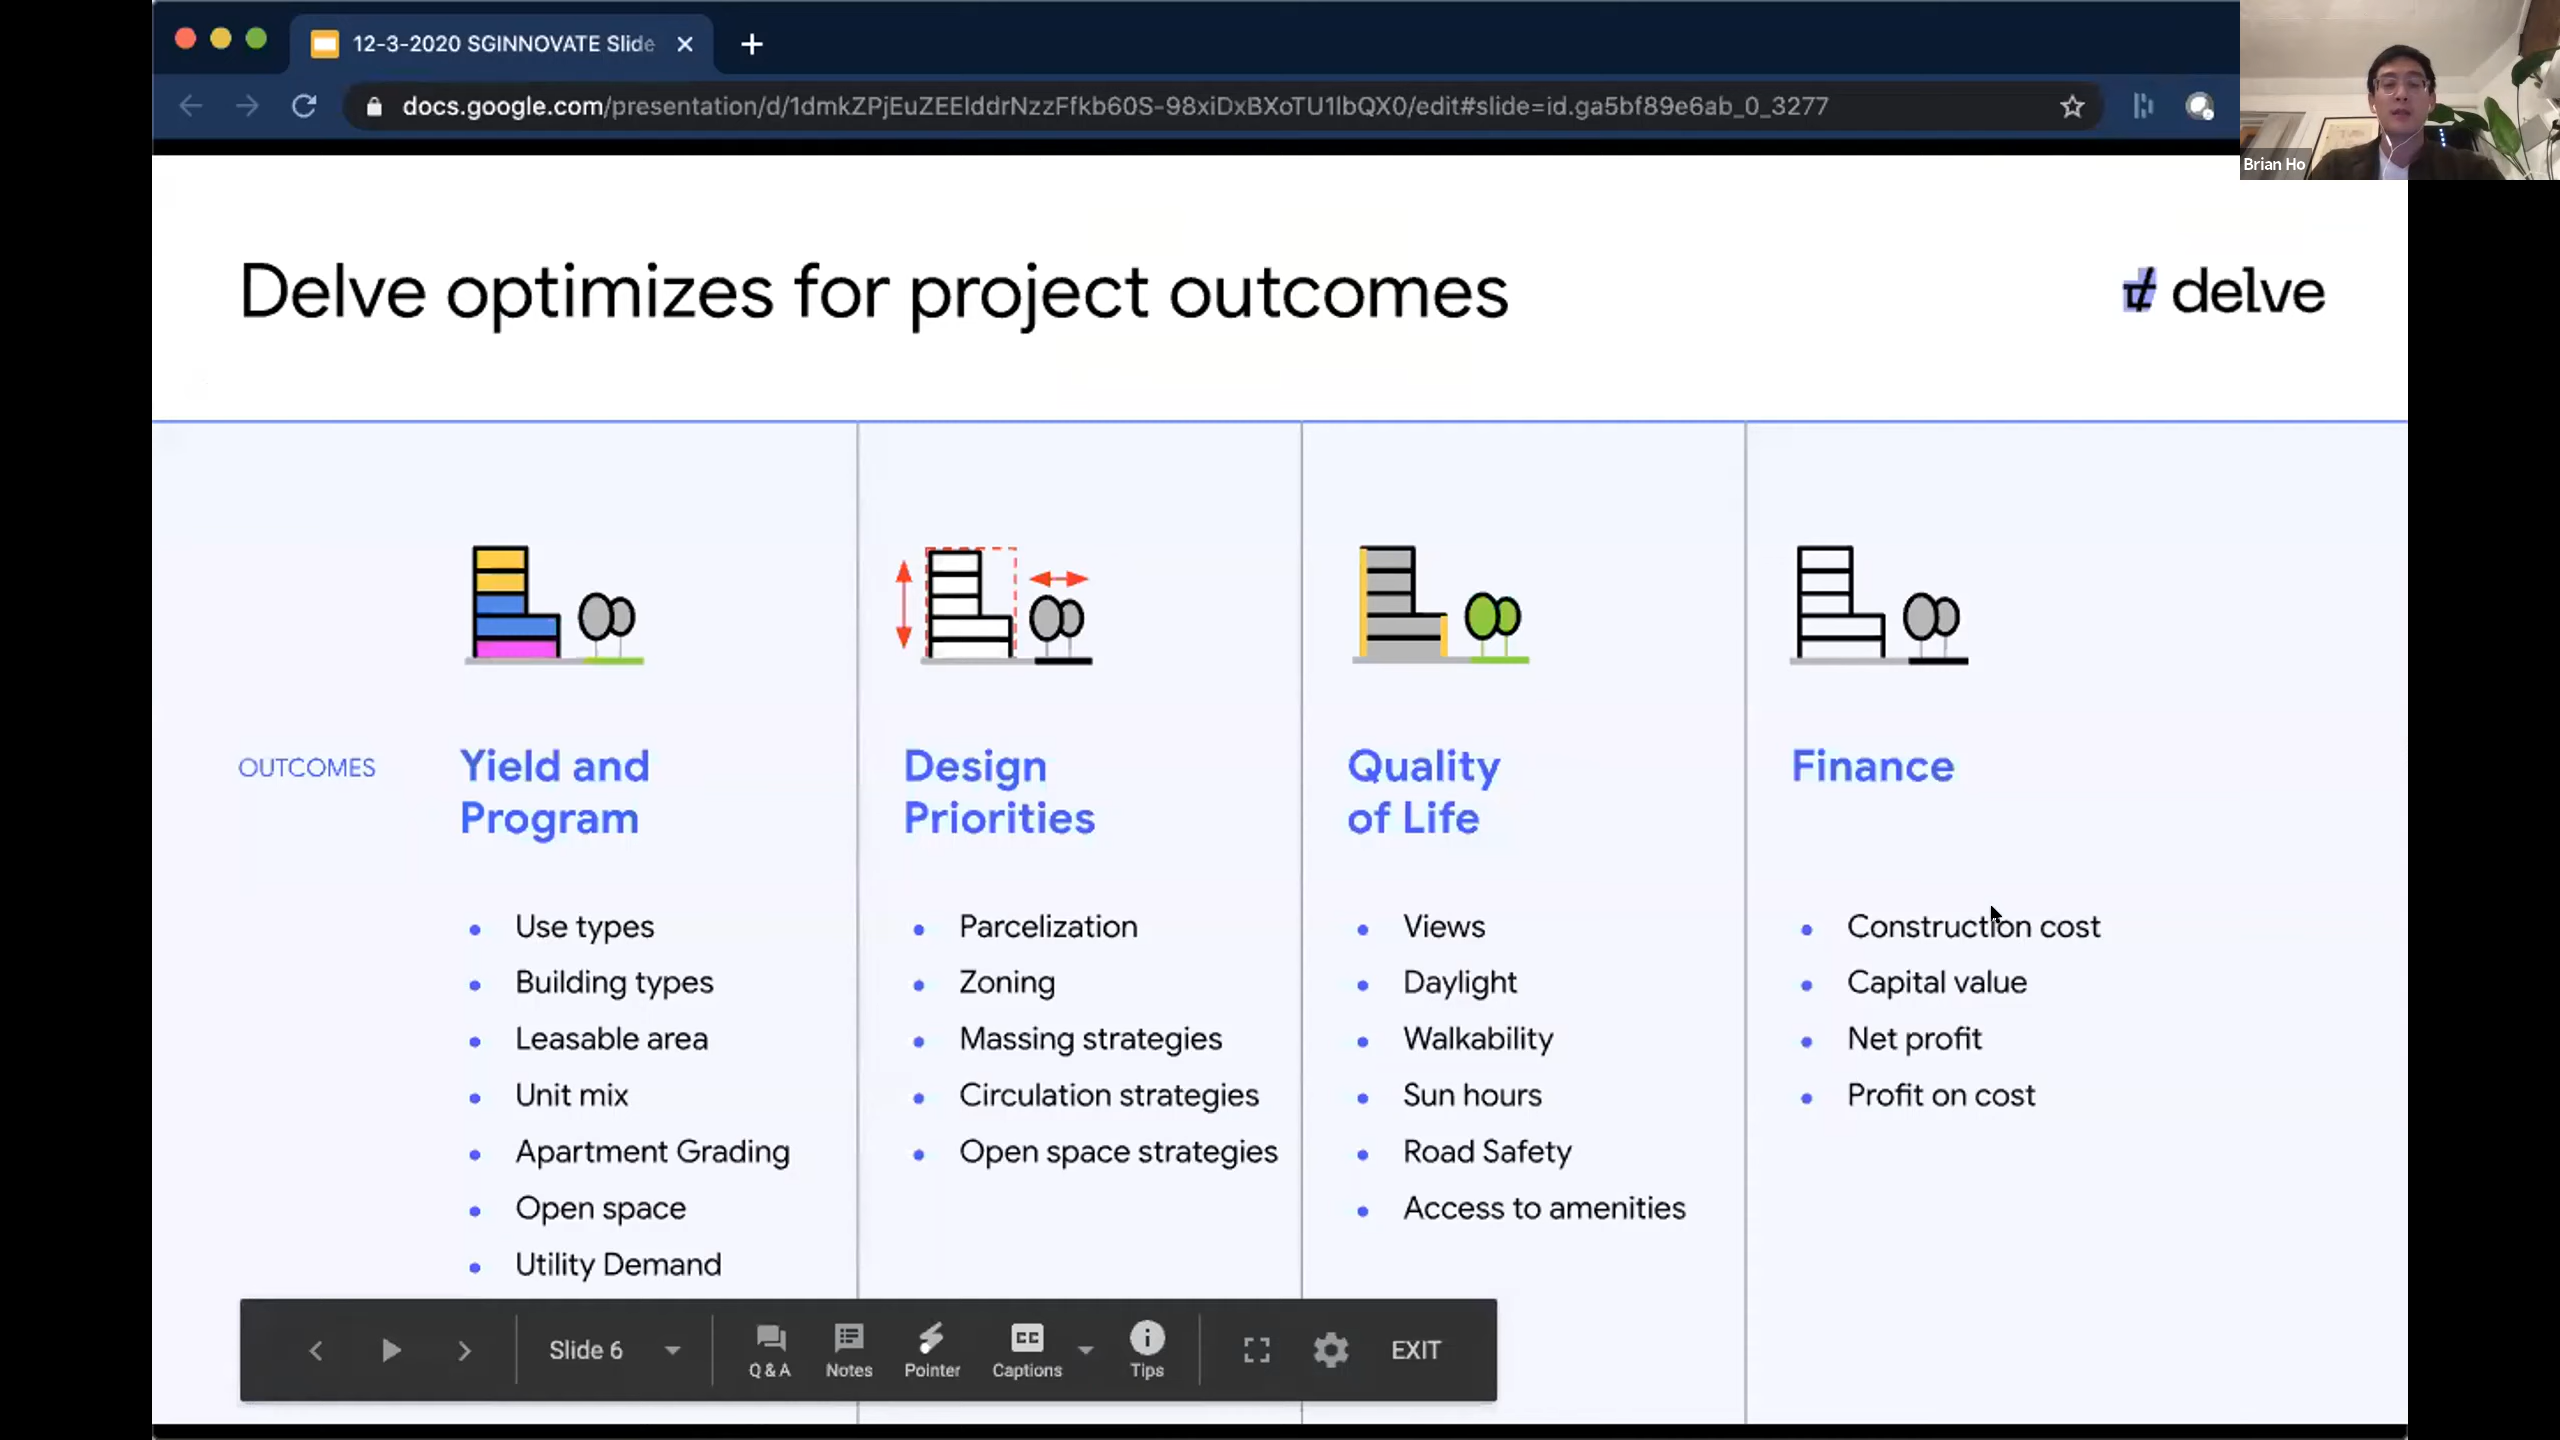 12-3-2020 SGINNOVATE Slide
docs.google.com/presentation/d/1dmkZPjEuZEElddrNzzFfkb60S-98xiDxBXoTU1lbQX0/edit#slide=id.ga5bf89e6ab_0_3277
Brian Ho
Delve optimizes for project outcomes
delve
OUTCOMES
Yield and
Program
Use types
Building types
Leasable area
Unit mix
Apartment Grading
Open space
Utility Demand
Design
Priorities
Parcelization
Zoning
Massing strategies
Circulation strategies
Open space strategies
Quality
of Life
Views
Daylight
Walkability
Sun hours
Road Safety
Access to amenities
Finance
Construction cost
Capital value
Net profit
Profit on cost
Slide 6
Q & A
Notes
Pointer
CC
Captions
Tips
EXIT